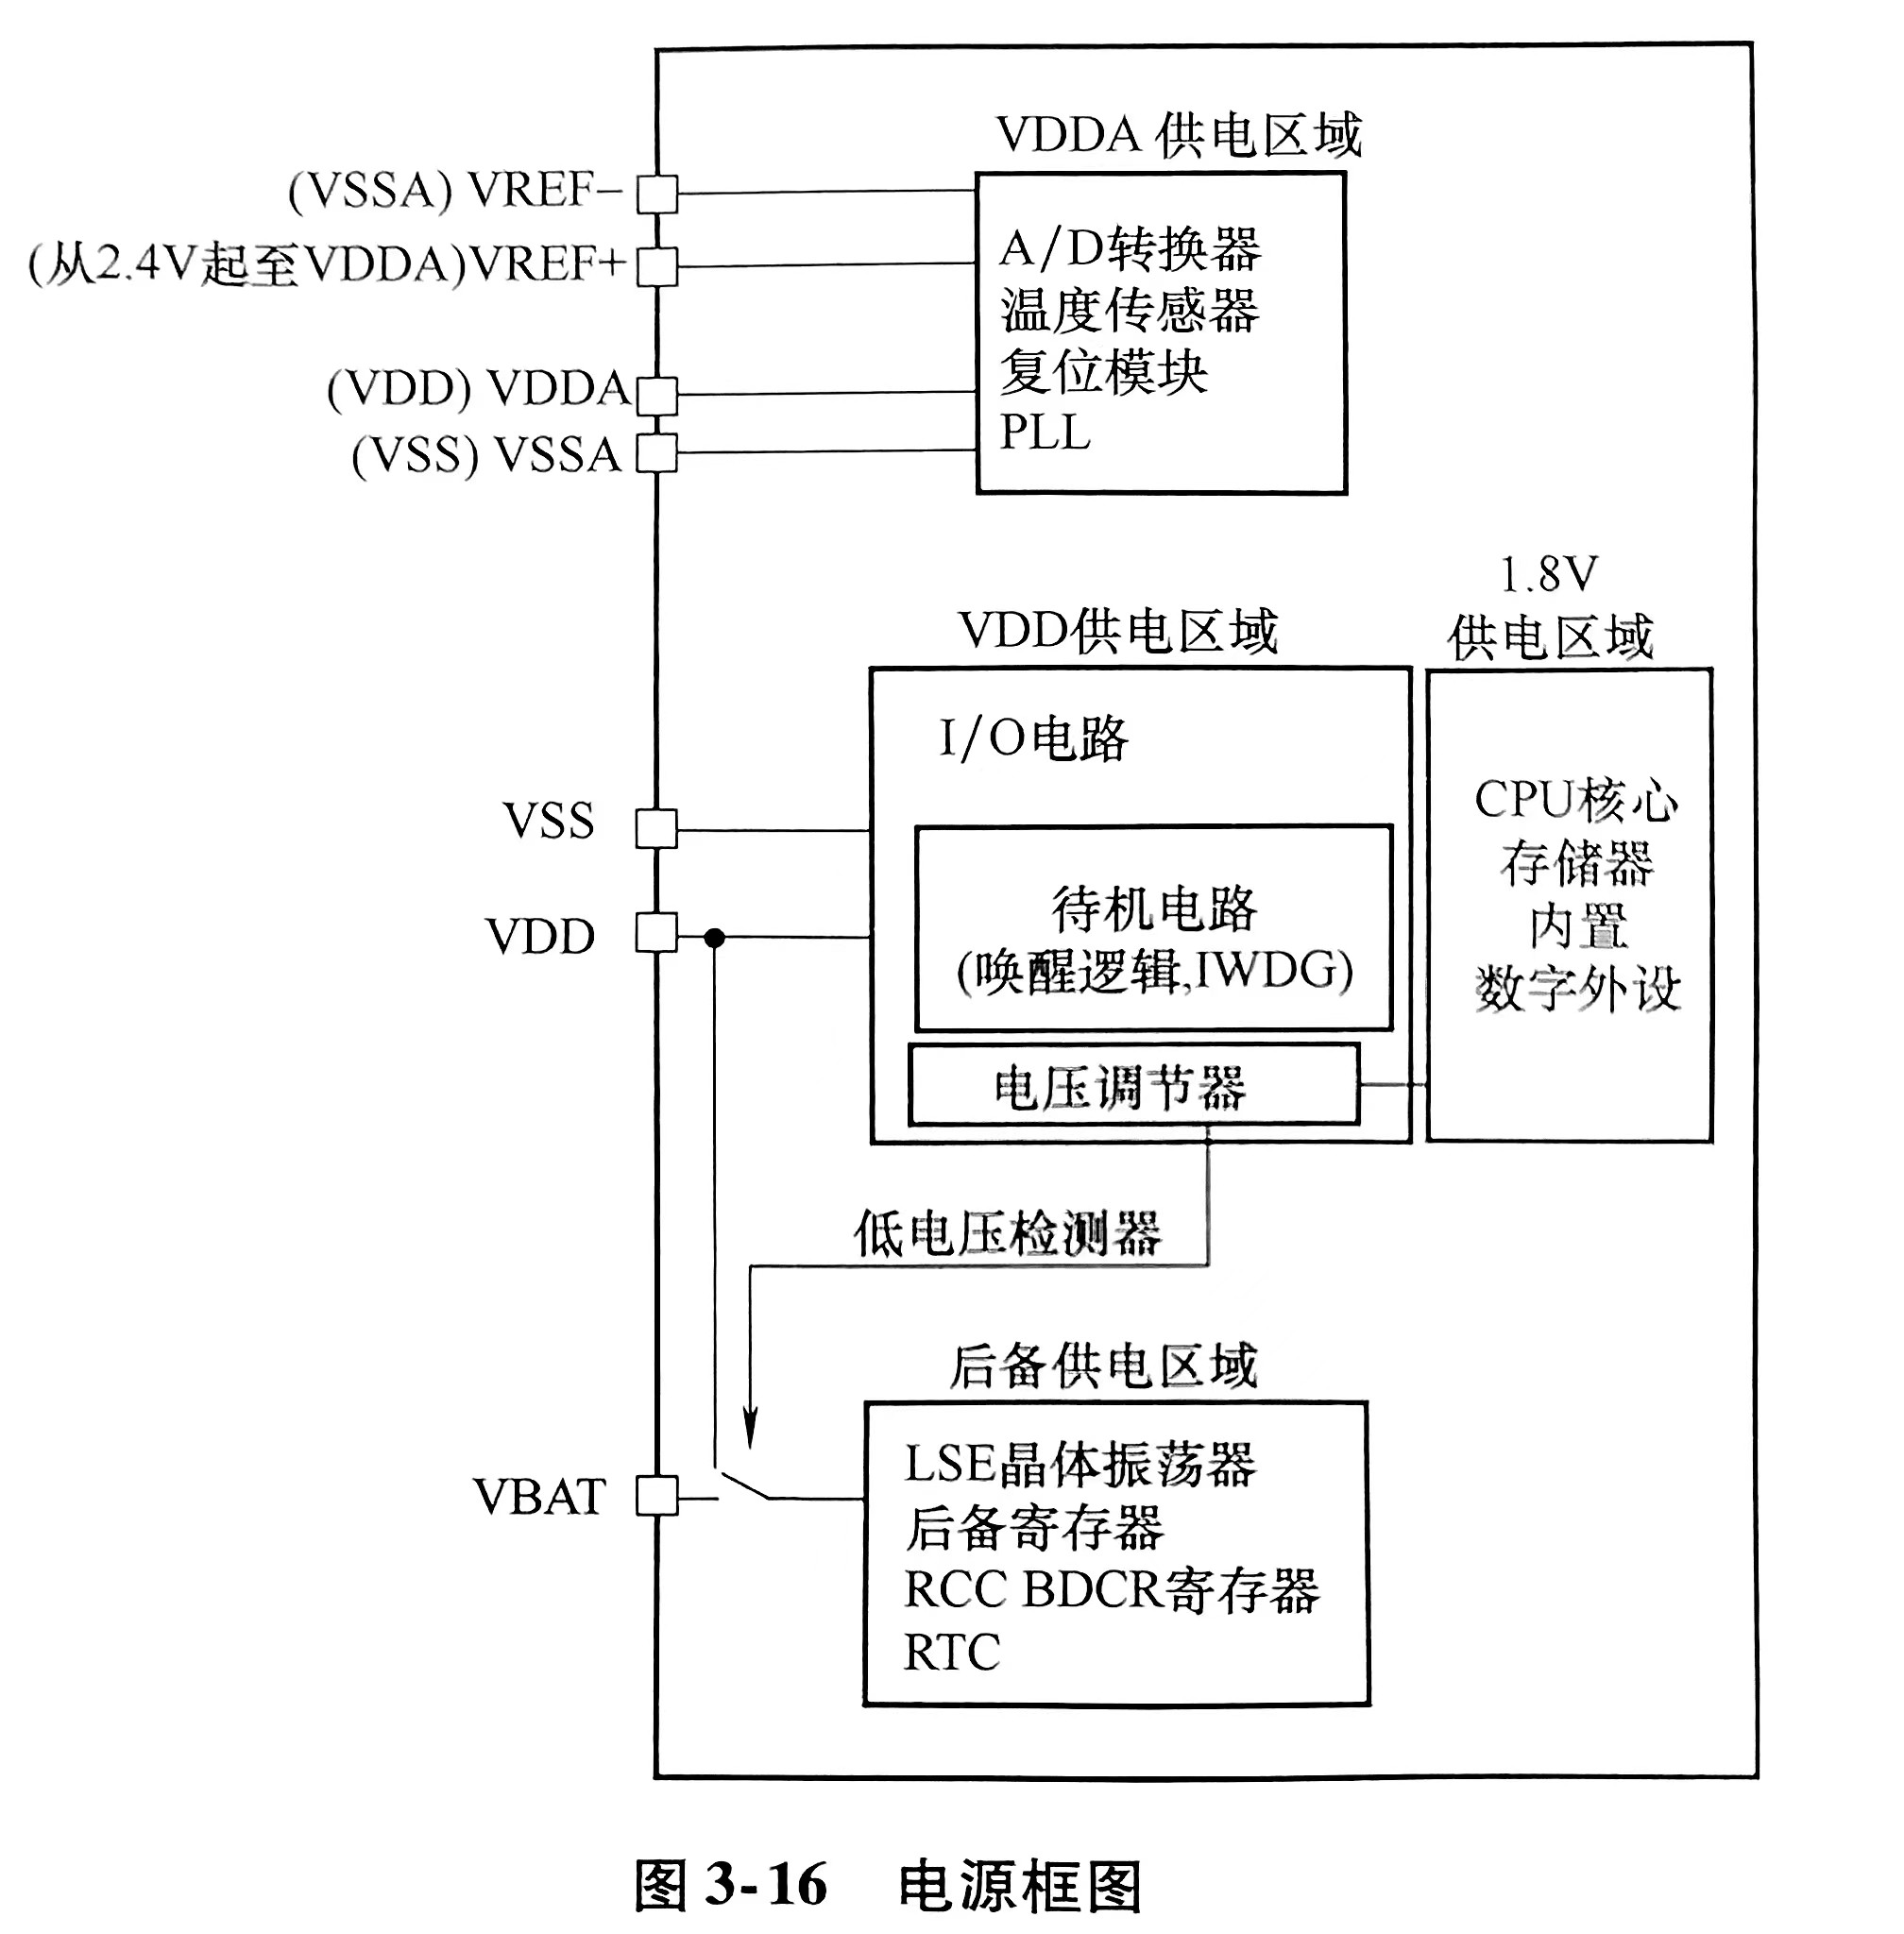 VDDA 供电区域
(VSSA) VREF−
(从2.4V起至VDDA)VREF+
(VDD) VDDA
(VSS) VSSA
A/D转换器
温度传感器
复位模块
PLL
1.8V
供电区域
VDD供电区域
I/O电路
VSS
VDD
待机电路
(唤醒逻辑,IWDG)
电压调节器
CPU核心
存储器
内置
数字外设
低电压检测器
后备供电区域
VBAT
LSE晶体振荡器
后备寄存器
RCC BDCR寄存器
RTC
图 3-16 电源框图